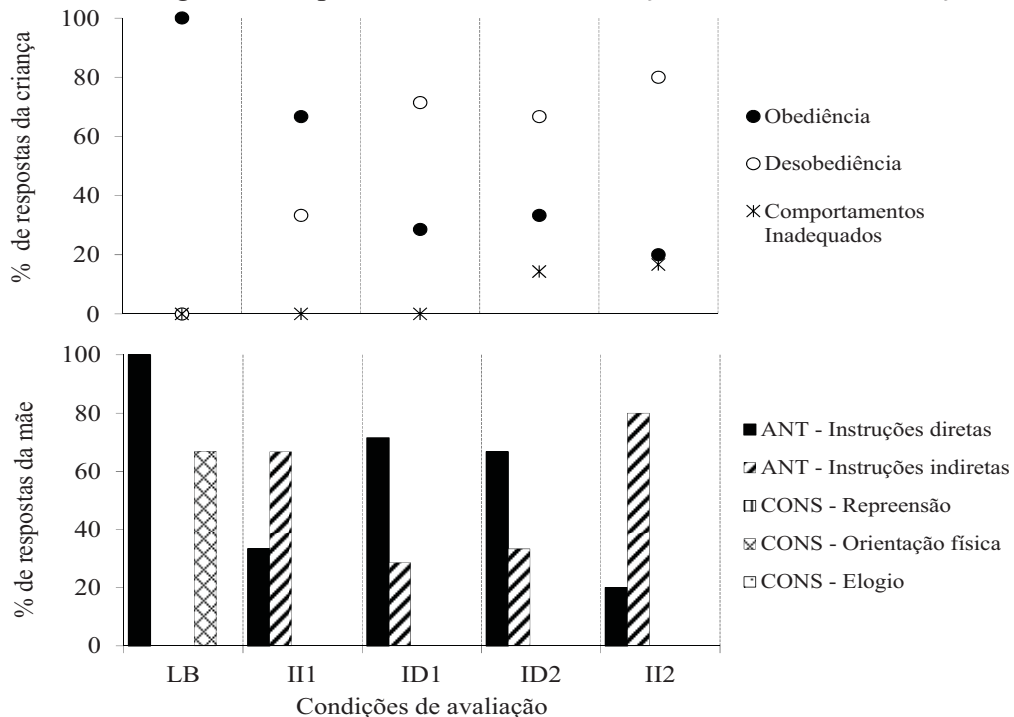 100
80
60
40
20
0
% de respostas da criança
Obediência
Desobediência
Comportamentos
Inadequados
100
80
60
40
20
0
% de respostas da mãe
ANT - Instruções diretas
ANT - Instruções indiretas
CONS - Repreensão
CONS - Orientação física
CONS - Elogio
LB II1 ID1 ID2 II2
Condições de avaliação